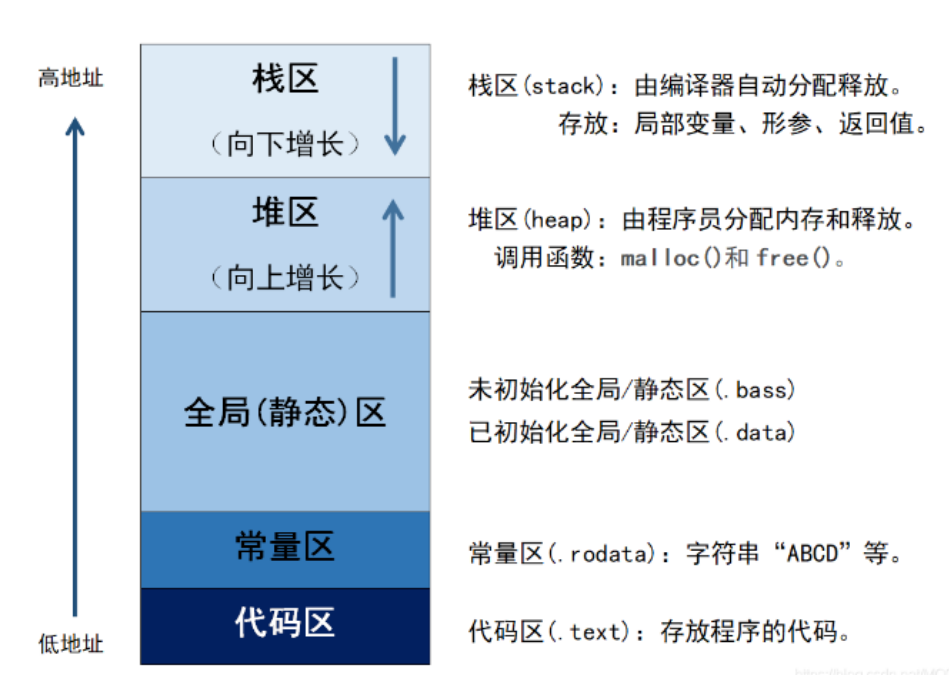 高地址
栈区
（向下增长）
栈区(stack)：由编译器自动分配释放。
存放：局部变量、形参、返回值。
堆区
（向上增长）
堆区(heap)：由程序员分配内存和释放。
调用函数：malloc()和 free()。
全局(静态)区
未初始化全局/静态区(.bass)
已初始化全局/静态区(.data)
常量区
常量区(.rodata)：字符串“ABCD”等。
代码区
代码区(.text)：存放程序的代码。
低地址